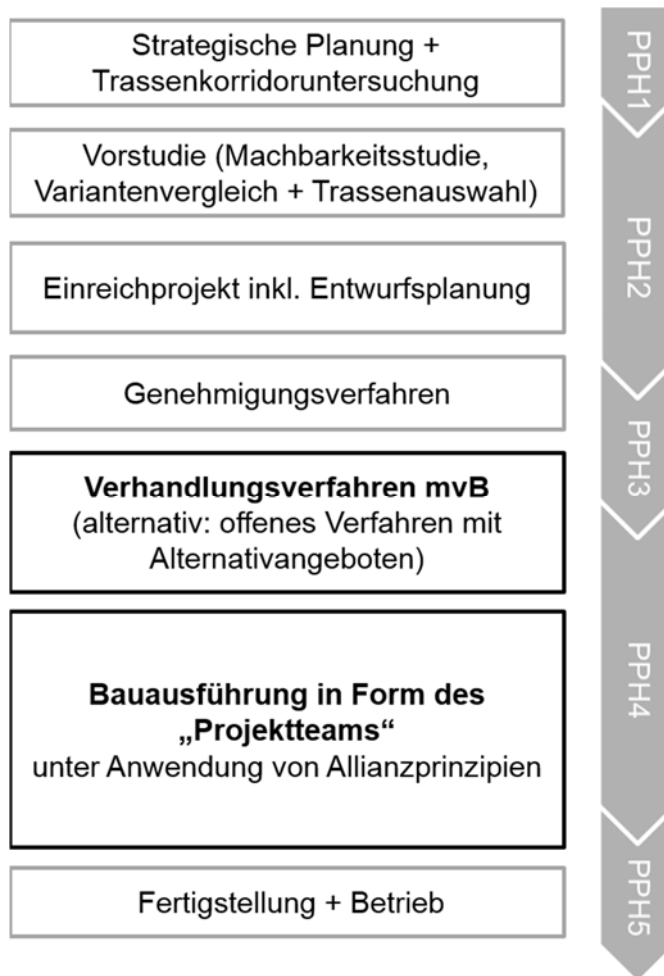 Strategische Planung +
Trassenkorridoruntersuchung
PPH1
Vorstudie (Machbarkeitsstudie,
Variantenvergleich + Trassenauswahl)
PPH2
Einreichprojekt inkl. Entwurfsplanung
Genehmigungsverfahren
PPH3
Verhandlungsverfahren mvB
(alternativ: offenes Verfahren mit
Alternativangeboten)
PPH4
Bauausführung in Form des
„Projektteams“
unter Anwendung von Allianzprinzipien
Fertigstellung + Betrieb
PPH5